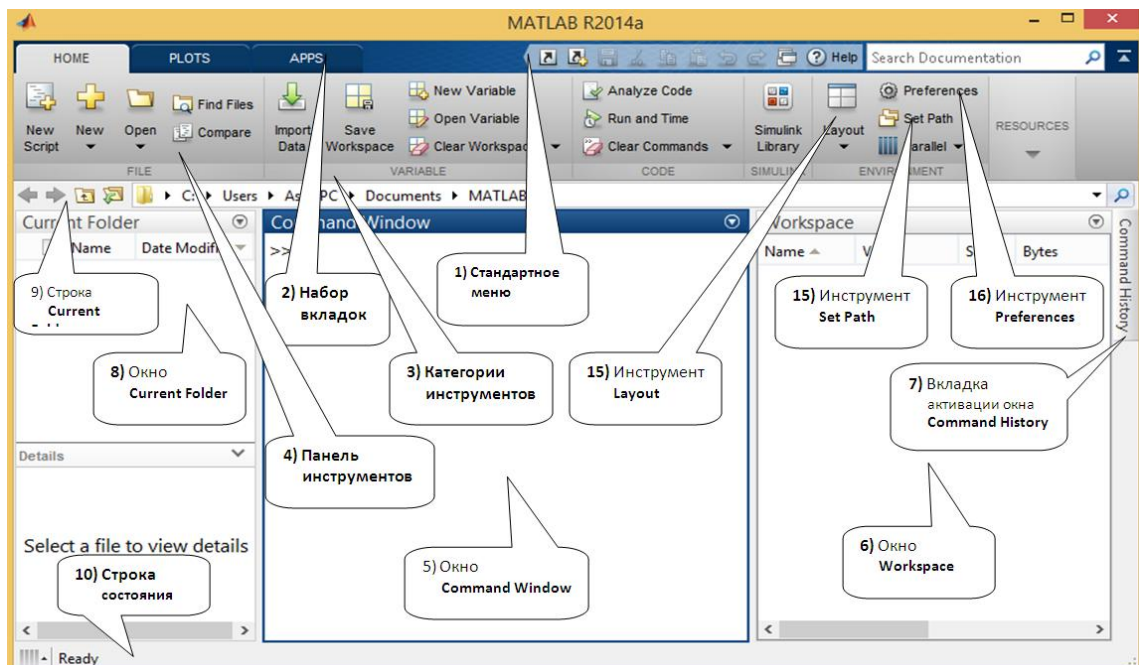 MATLAB R2014a
HOME PLOTS APPS
Help Search Documentation
New Script
New
Open
Find Files
Compare
FILE
Import Data
Save Workspace
New Variable
Open Variable
Clear Workspac
VARIABLE
Analyze Code
Run and Time
Clear Commands
CODE
Simulink Library
SIMULINK
Layout
Preferences
Set Path
arallel
ENVIRONMENT
RESOURCES
C: Users PC Documents MATLAB
Current Folder
Name Date Modifi
Command Window
>>
Workspace
Name Bytes
Command History
1) Стандартное
меню
2) Набор
вкладок
9) Строка
Current
15) Инструмент
Set Path
16) Инструмент
Preferences
8) Окно
Current Folder
3) Категории
инструментов
15) Инструмент
Layout
7) Вкладка
активации окна
Command History
4) Панель
инструментов
Details
Select a file to view details
5) Окно
Command Window
6) Окно
Workspace
10) Строка
состояния
Ready